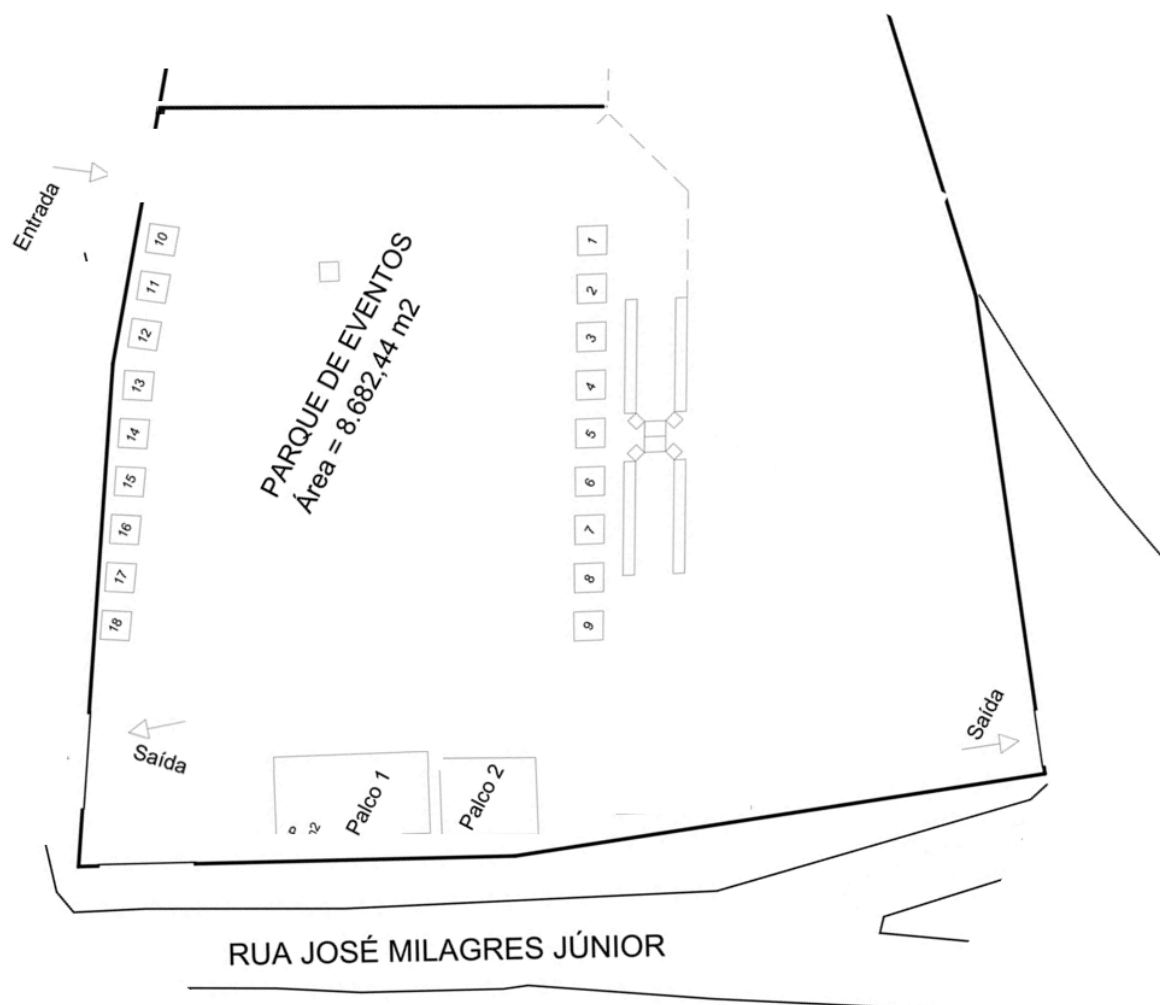 Entrada
10
11
12
13
14
15
16
17
18
PARQUE DE EVENTOS
Área = 8.682,44 m2
1
2
3
4
5
6
7
8
9
Saída
Saída
Palco 1
Palco 2
RUA JOSÉ MILAGRES JÚNIOR